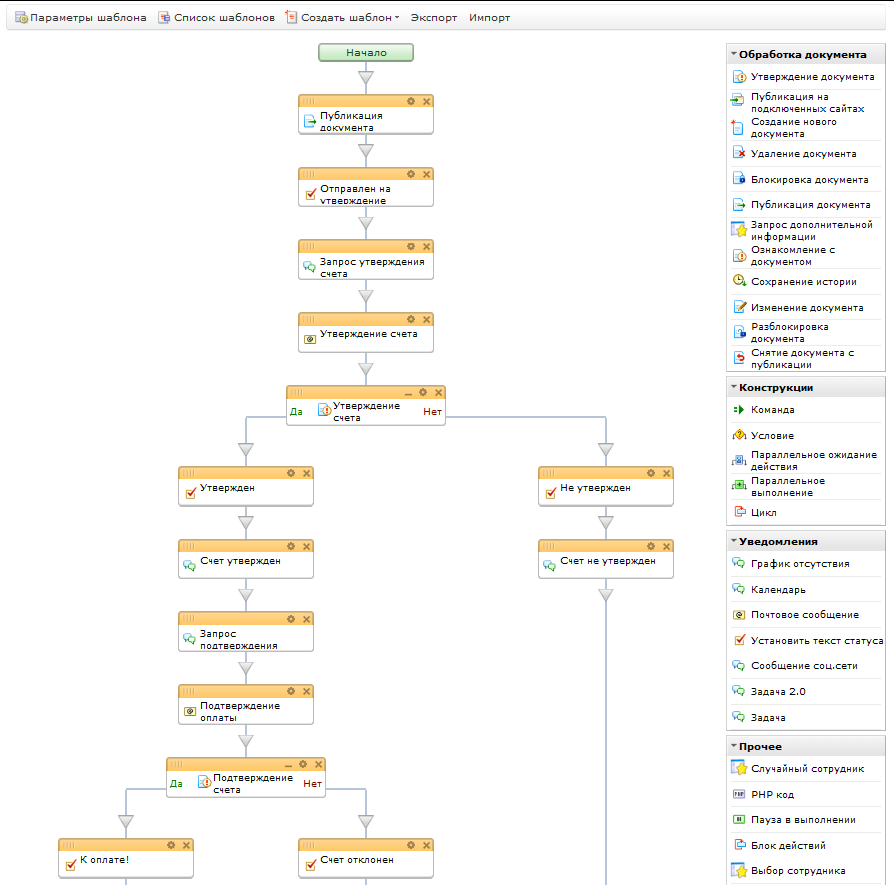 Параметры шаблона Список шаблонов Создать шаблон Экспорт Импорт
Начало
Публикация
документа
Отправлен на
утверждение
Запрос утверждения
счета
Утверждение счета
Да
Утверждение
счета
Нет
Утвержден
Не утвержден
Счет утвержден
Счет не утвержден
Запрос
подтверждения
Подтверждение
оплаты
Да
Подтверждение
счета
Нет
К оплате!
Счет отклонен
Обработка документа
Утверждение документа
Публикация на
подключенных сайтах
Создание нового
документа
Удаление документа
Блокировка документа
Публикация документа
Запрос дополнительной
информации
Ознакомление с
документом
Сохранение истории
Изменение документа
Разблокировка
документа
Снятие документа с
публикации
Конструкции
Команда
Условие
Параллельное ожидание
действия
Параллельное
выполнение
Цикл
Уведомления
График отсутствия
Календарь
Почтовое сообщение
Установить текст статуса
Сообщение соц.сети
Задача 2.0
Задача
Прочее
Случайный сотрудник
PHP код
Пауза в выполнении
Блок действий
Выбор сотрудника